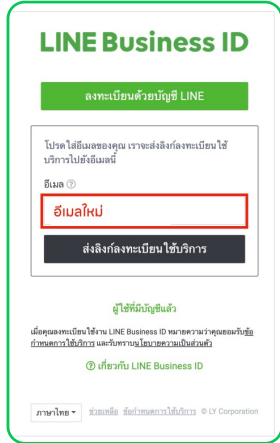 LINE Business ID
ลงทะเบียนด้วยบัญชี LINE
โปรดใส่อีเมลของคุณ เราจะส่งลิงก์ลงทะเบียนใช้
บริการไปยังอีเมลนี้
อีเมล ?
อีเมลใหม่
ส่งลิงก์ลงทะเบียนใช้บริการ
ผู้ใช้ที่มีบัญชีแล้ว
เมื่อคุณลงทะเบียนใช้งาน LINE Business ID หมายความว่าคุณยอมรับข้อ
กำหนดการใช้บริการ และรับทราบนโยบายความเป็นส่วนตัว
? เกี่ยวกับ LINE Business ID
ภาษาไทย ช่วยเหลือ ข้อกำหนดการใช้บริการ © LY Corporation